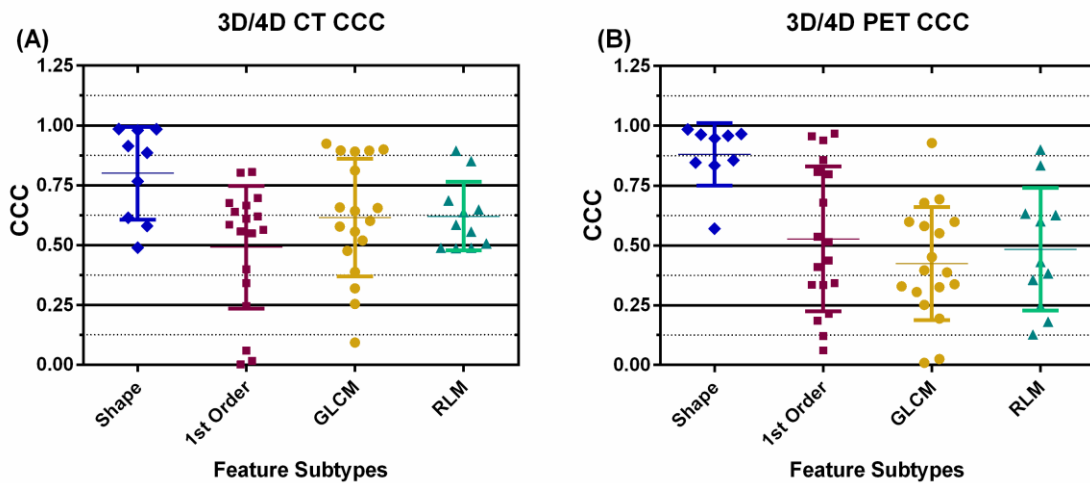 3D/4D CT CCC
(A)
1.25
1.00
0.75
0.50
0.25
0.00
CCC
Shape
1st Order
GLCM
RLM
Feature Subtypes
3D/4D PET CCC
(B)
1.25
1.00
0.75
0.50
0.25
0.00
CCC
Shape
1st Order
GLCM
RLM
Feature Subtypes